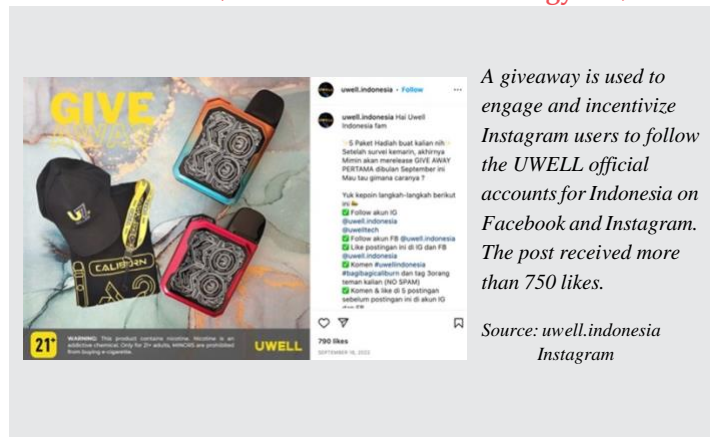 GIVE
AWAY
CALIBURN
21+
WARNING: This product contains nicotine. Nicotine is an
addictive chemical. Only for 21+ adults, MINORS are prohibited
from buying e-cigarette.
UWELL
uwell.indonesia • Follow
uwell.indonesia Hai Uwell
Indonesia fam
5 Paket Hadiah buat kalian nih
Setelah survei kemarin, akhirnya
Mimin akan merelease GIVE AWAY
PERTAMA dibulan September ini
Mau tau gimana caranya ?
Yuk kepoin langkah-langkah berikut
ini
✅ Follow akun IG
@uwell.indonesia
@uwelltech
✅ Follow akun FB @uwell.indonesia
✅ Like postingan ini di IG dan FB
@uwell.indonesia
✅ Komen #uwellindonesia
#bagibagicaliburn dan tag 3orang
teman kalian (NO SPAM)
✅ Komen & like di 5 postingan
sebelum postingan ini di akun IG
dan FB
790 likes
A giveaway is used to
engage and incentivize
Instagram users to follow
the UWELL official
accounts for Indonesia on
Facebook and Instagram.
The post received more
than 750 likes.
Source: uwell.indonesia
Instagram